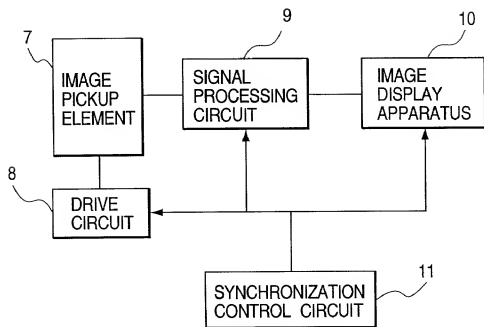 7
IMAGE
PICKUP
ELEMENT
9
SIGNAL
PROCESSING
CIRCUIT
10
IMAGE
DISPLAY
APPARATUS
8
DRIVE
CIRCUIT
11
SYNCHRONIZATION
CONTROL CIRCUIT